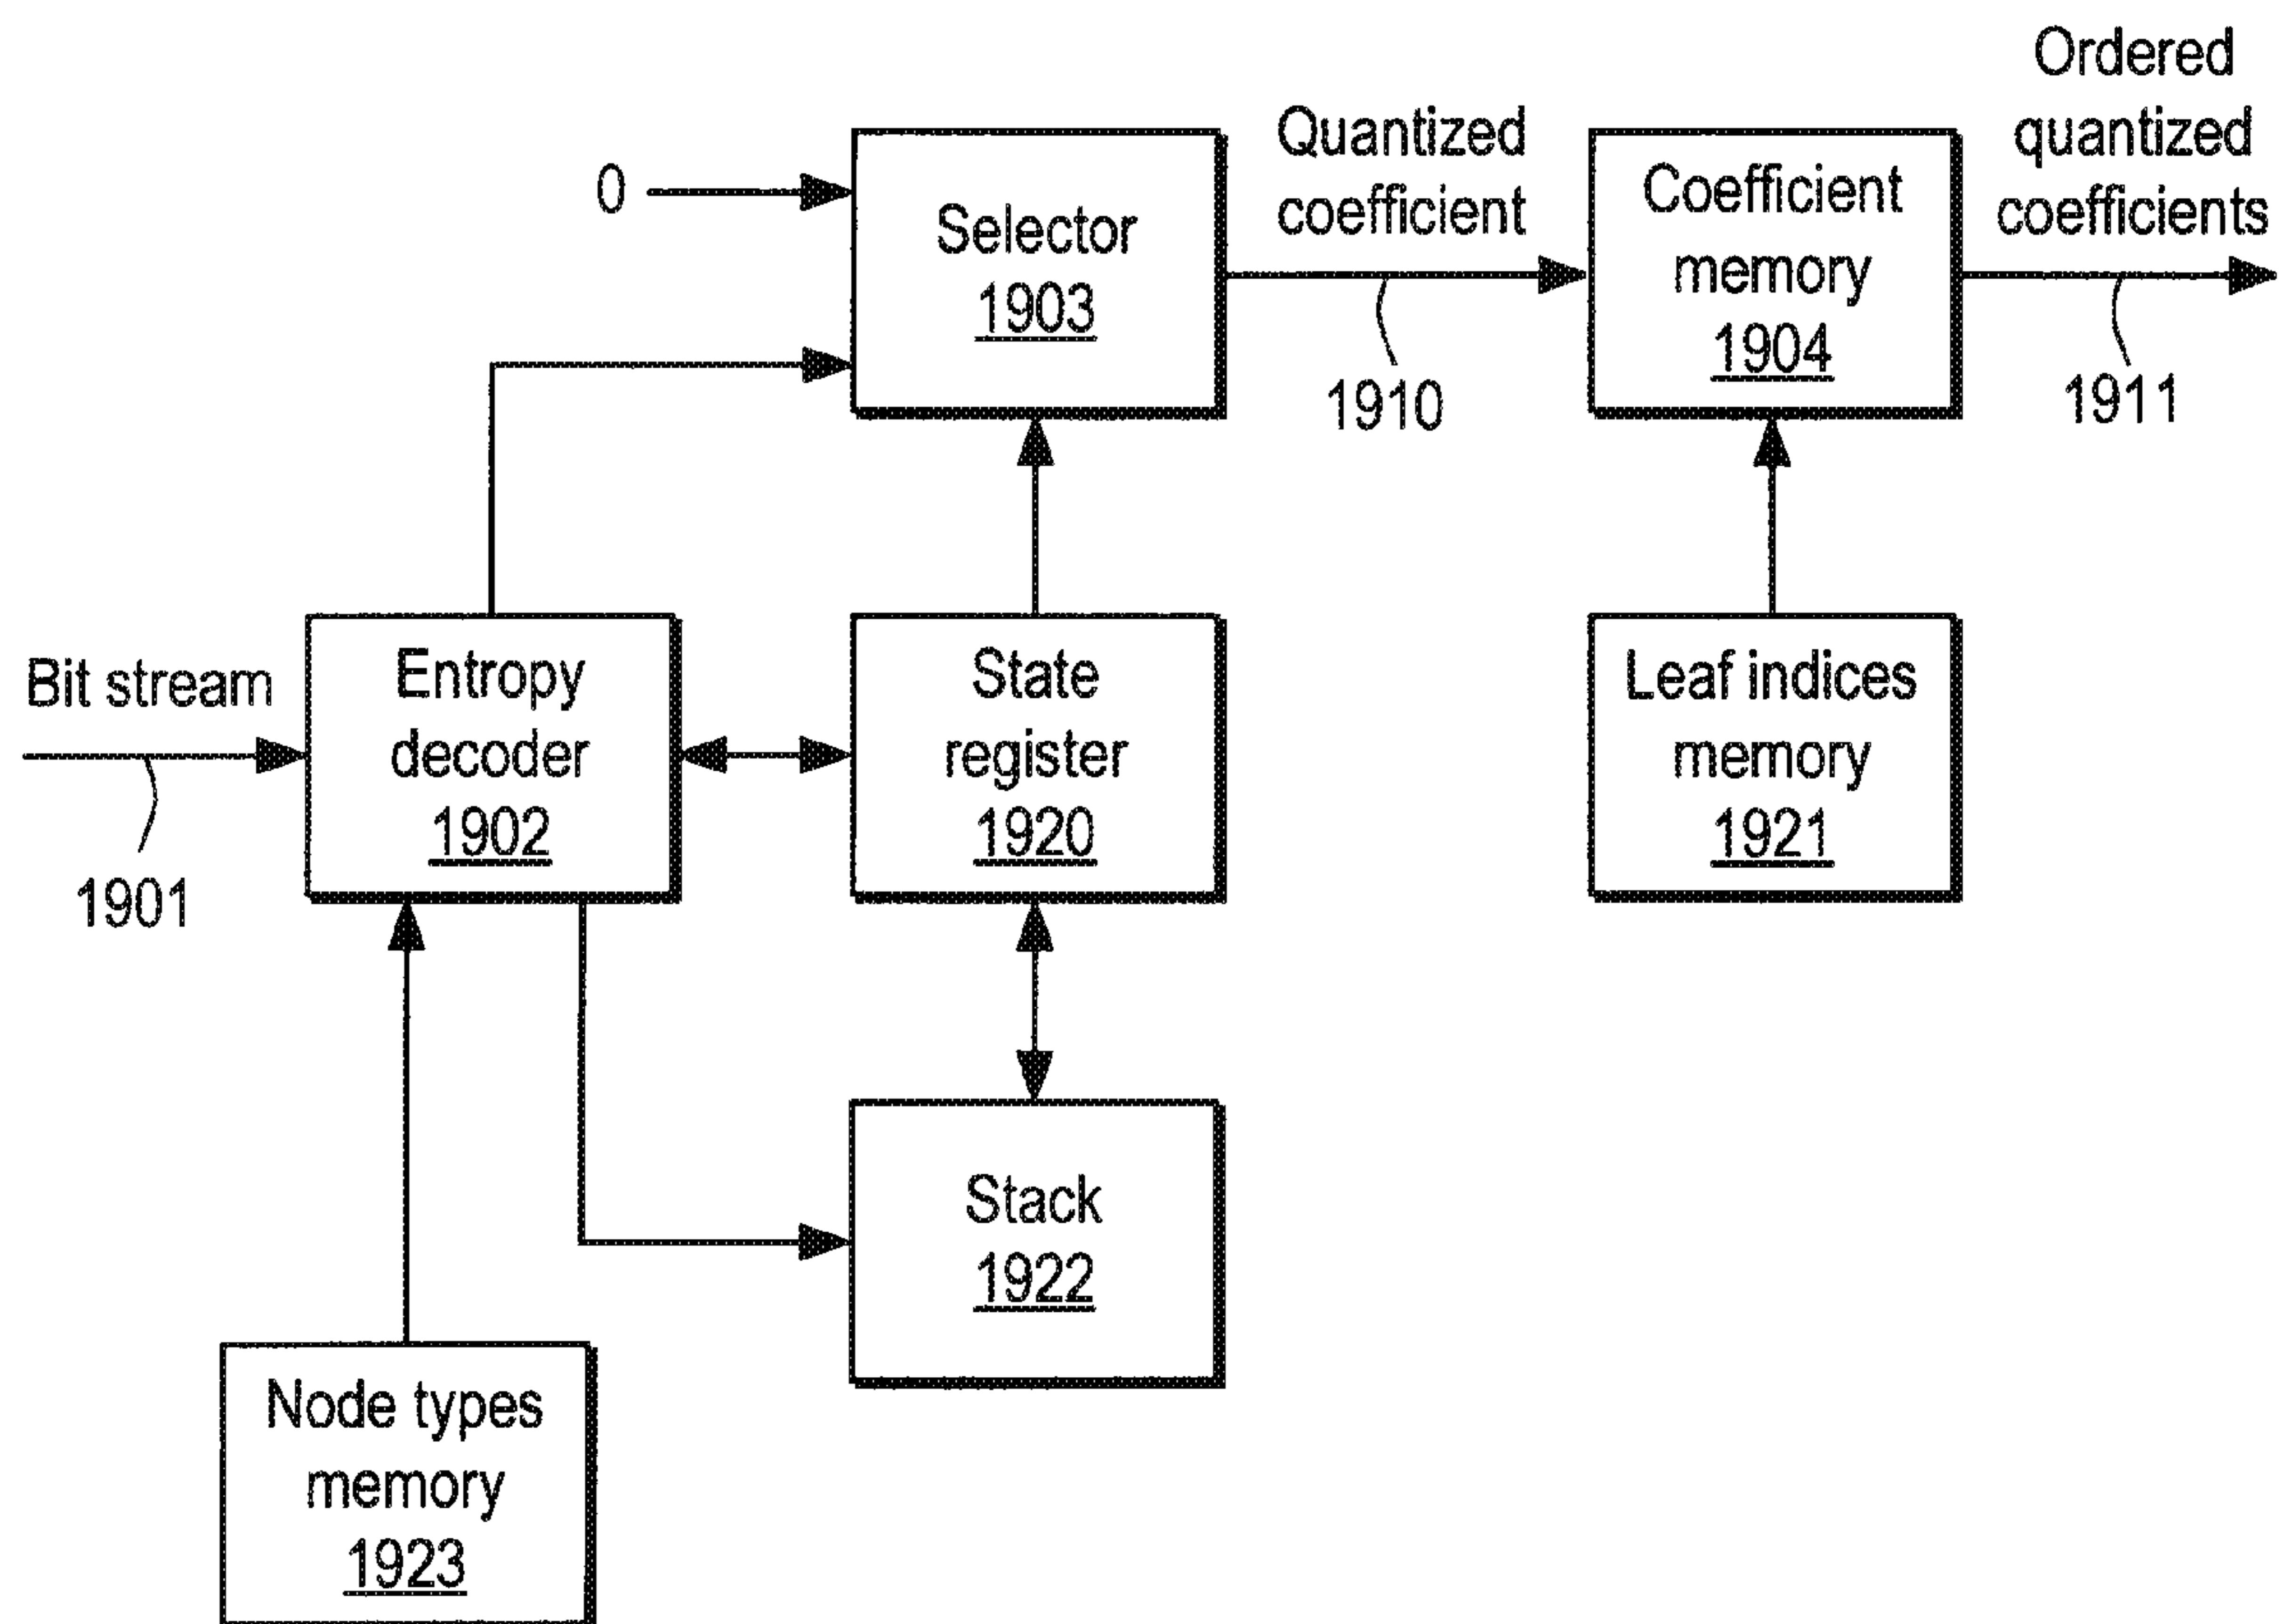 Ordered
quantized
coefficients
Quantized
coefficient
0
Selector
1903
Coefficient
memory
1904
1910
1911
Bit stream
1901
Entropy
decoder
1902
State
register
1920
Leaf indices
memory
1921
Stack
1922
Node types
memory
1923